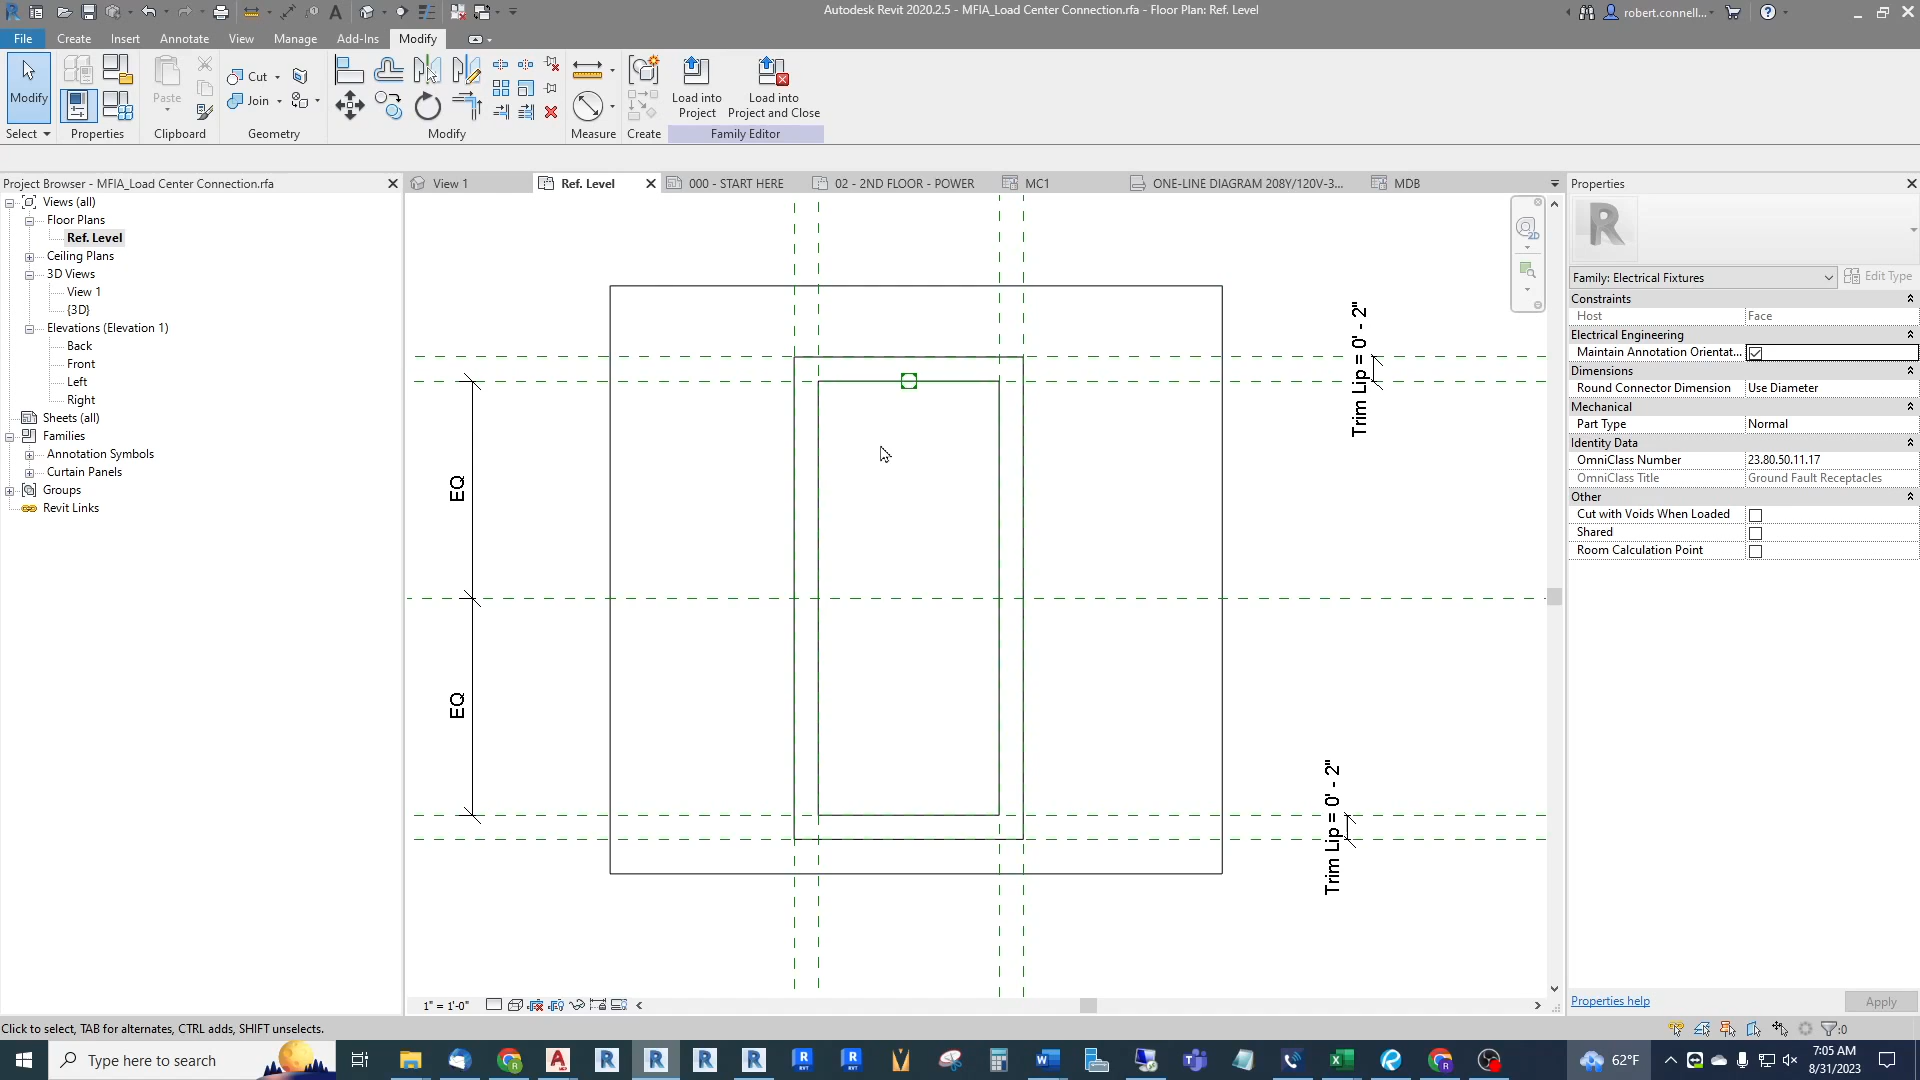 Autodesk Revit 2020.2.5 - MFIA_Load Center Connection.rfa - Floor Plan: Ref. Level
robert.connell...
File Create Insert Annotate View Manage Add-Ins Modify
Modify
Paste
Cut
Join
Load into Project
Load into Project and Close
Select Properties Clipboard Geometry Modify Measure Create Family Editor
Project Browser - MFIA_Load Center Connection.rfa
View 1
Ref. Level
000 - START HERE
02 - 2ND FLOOR - POWER
MC1
ONE-LINE DIAGRAM 208Y/120V-3...
MDB
Properties
Views (all)
Floor Plans
Ref. Level
Ceiling Plans
3D Views
View 1
{3D}
Elevations (Elevation 1)
Back
Front
Left
Right
Sheets (all)
Families
Annotation Symbols
Curtain Panels
Groups
Revit Links
EQ
EQ
Trim Lip = 0' - 2"
Trim Lip = 0' - 2"
2D
R
Family: Electrical Fixtures
Edit Type
Constraints
Host Face
Electrical Engineering
Maintain Annotation Orientat...
Dimensions
Round Connector Dimension Use Diameter
Mechanical
Part Type Normal
Identity Data
OmniClass Number 23.80.50.11.17
OmniClass Title Ground Fault Receptacles
Other
Cut with Voids When Loaded
Shared
Room Calculation Point
Properties help
Apply
1" = 1'-0"
Click to select, TAB for alternates, CTRL adds, SHIFT unselects.
:0
Type here to search
62°F
7:05 AM
8/31/2023